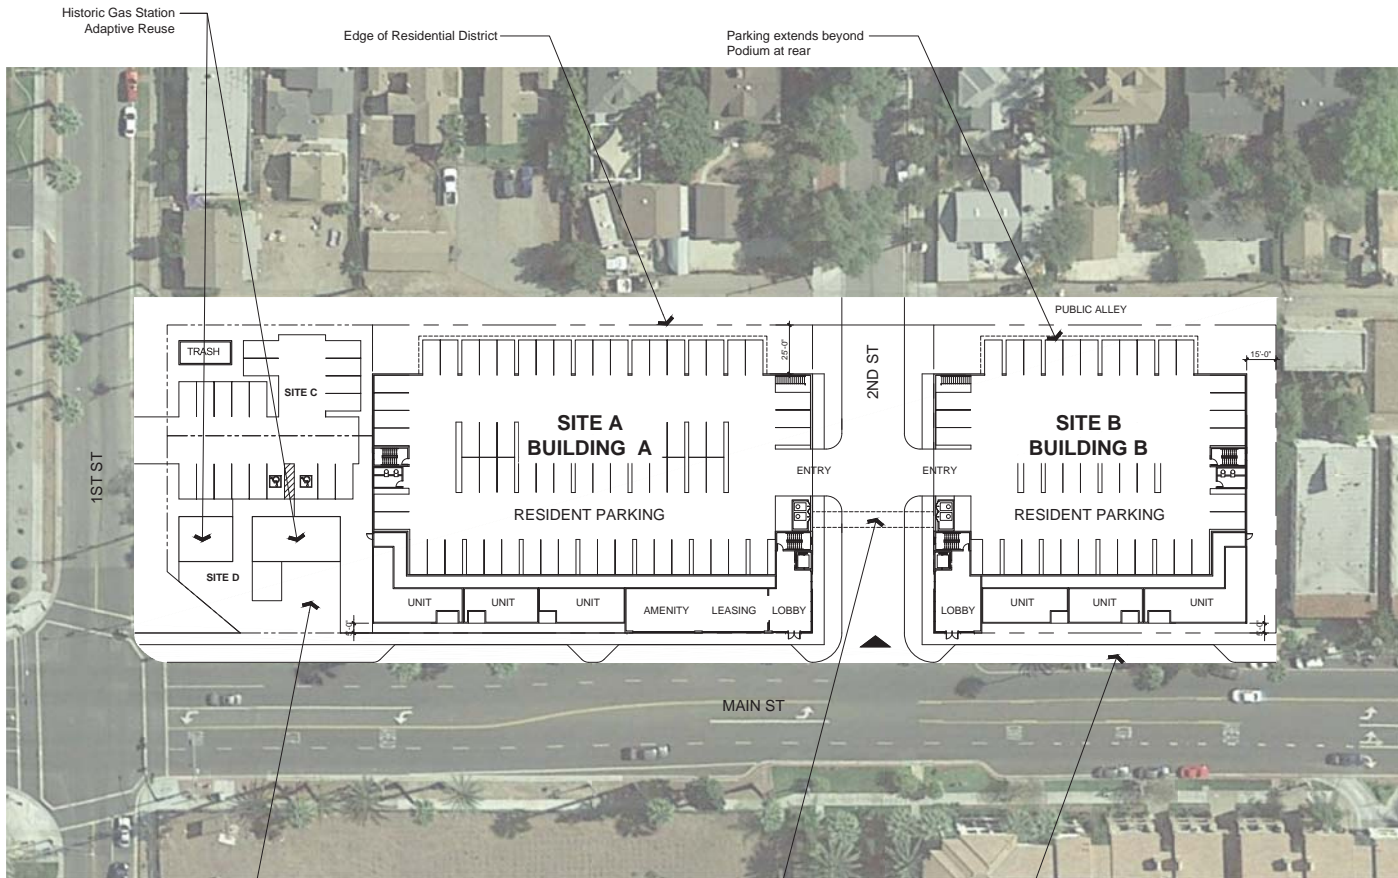 Historic Gas Station
Adaptive Reuse
Edge of Residential District
Parking extends beyond
Podium at rear
PUBLIC ALLEY
TRASH
SITE C
25'-0"
2ND ST
15'-0"
SITE A
BUILDING A
SITE B
BUILDING B
1ST ST
ENTRY
ENTRY
RESIDENT PARKING
RESIDENT PARKING
SITE D
UNIT
UNIT
UNIT
AMENITY
LEASING
LOBBY
LOBBY
UNIT
UNIT
UNIT
MAIN ST